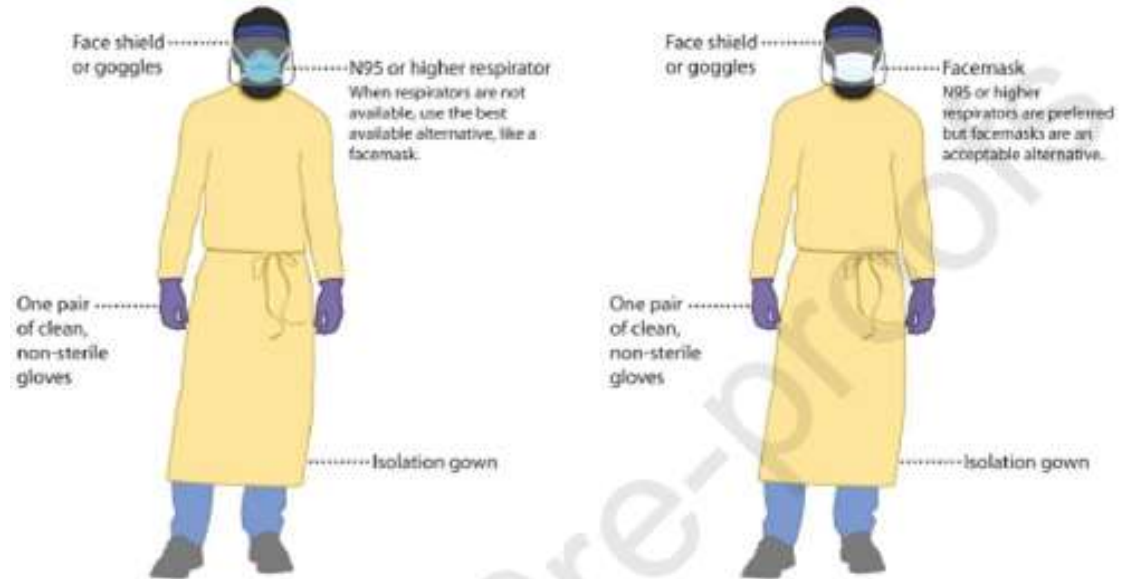 Face shield
or goggles
N95 or higher respirator
When respirators are not
available, use the best
available alternative, like a
facemask.
One pair
of clean,
non-sterile
gloves
Isolation gown
Face shield
or goggles
Facemask
N95 or higher
respirators are preferred
but facemasks are an
acceptable alternative.
One pair
of clean,
non-sterile
gloves
Isolation gown
re-proofs